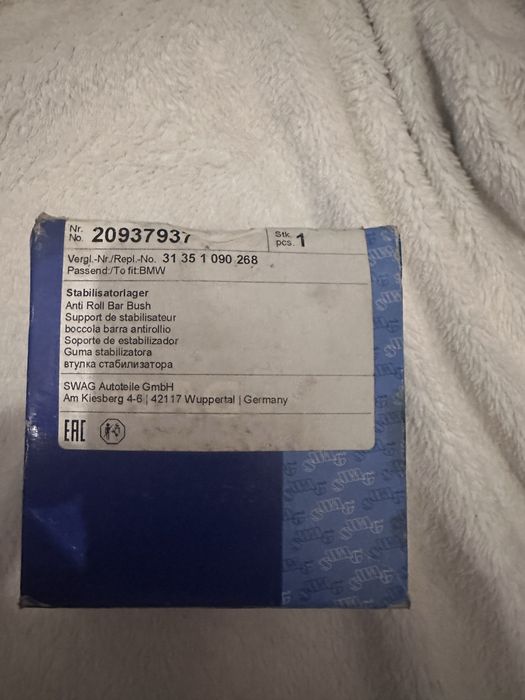 Nr.
No. 20937937
Stk.
pcs. 1
Vergl.-Nr./Repl.-No. 31 35 1 090 268
Passend:/To fit:BMW
Stabilisatorlager
Anti Roll Bar Bush
Support de stabilisateur
boccola barra antirollio
Soporte de estabilizador
Guma stabilizatora
втулка стабилизатора
SWAG Autoteile GmbH
Am Kiesberg 4-6 | 42117 Wuppertal | Germany
EAC
SWAG